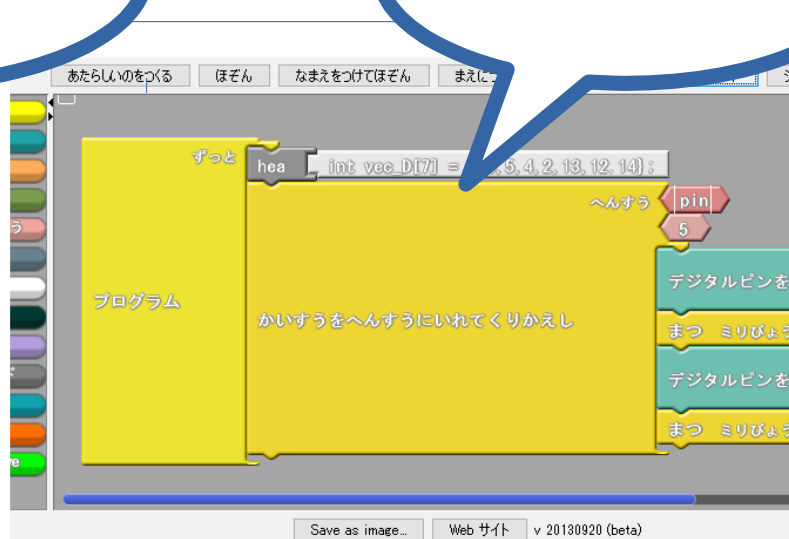 あたらしいのをつくる ほぞん なまえをつけてほぞん まえに
ずっと
hea int vec_D[7] = 5,4,2,13,12,14};
へんすう pin
う 5
プログラム
かいすうをへんすうにいれてくりかえし
デジタルピンを
まつ ミリびょう
デジタルピンを
まつ ミリびょう
Save as image... Web サイト v 20130920 (beta)